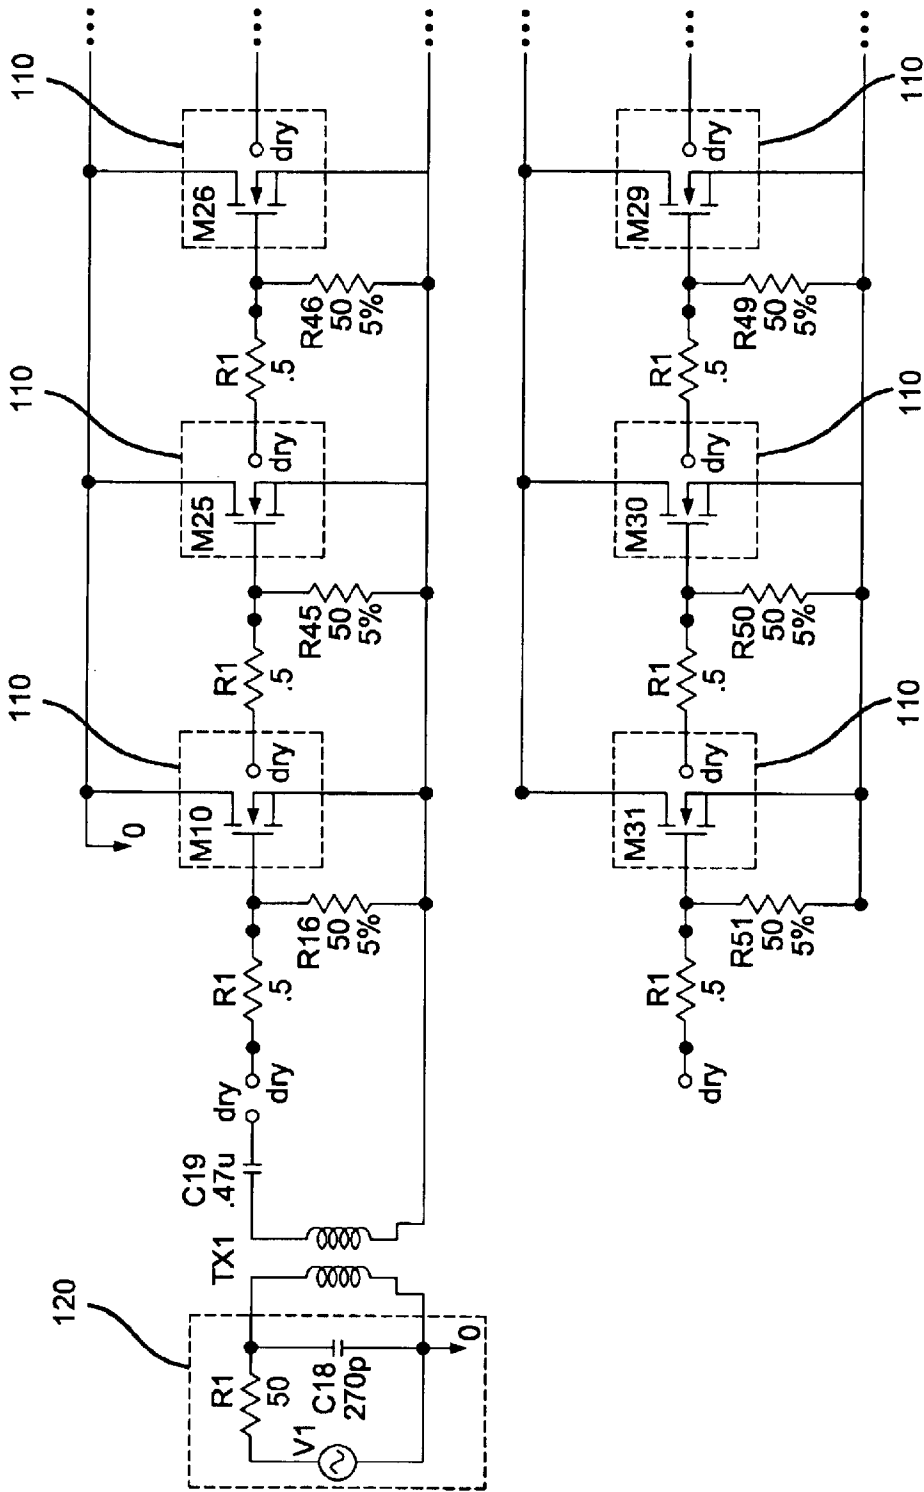 120
R1
50
V1
C18
270p
0
TX1
C19
.47u
dry
dry
R1
.5
R16
50
5%
0
110
M10
dry
R1
.5
R45
50
5%
110
M25
dry
R1
.5
R46
50
5%
110
M26
dry
...
...
...
dry
R1
.5
R51
50
5%
M31
dry
110
R1
.5
R50
50
5%
M30
dry
110
R1
.5
R49
50
5%
M29
dry
110
...
...
...